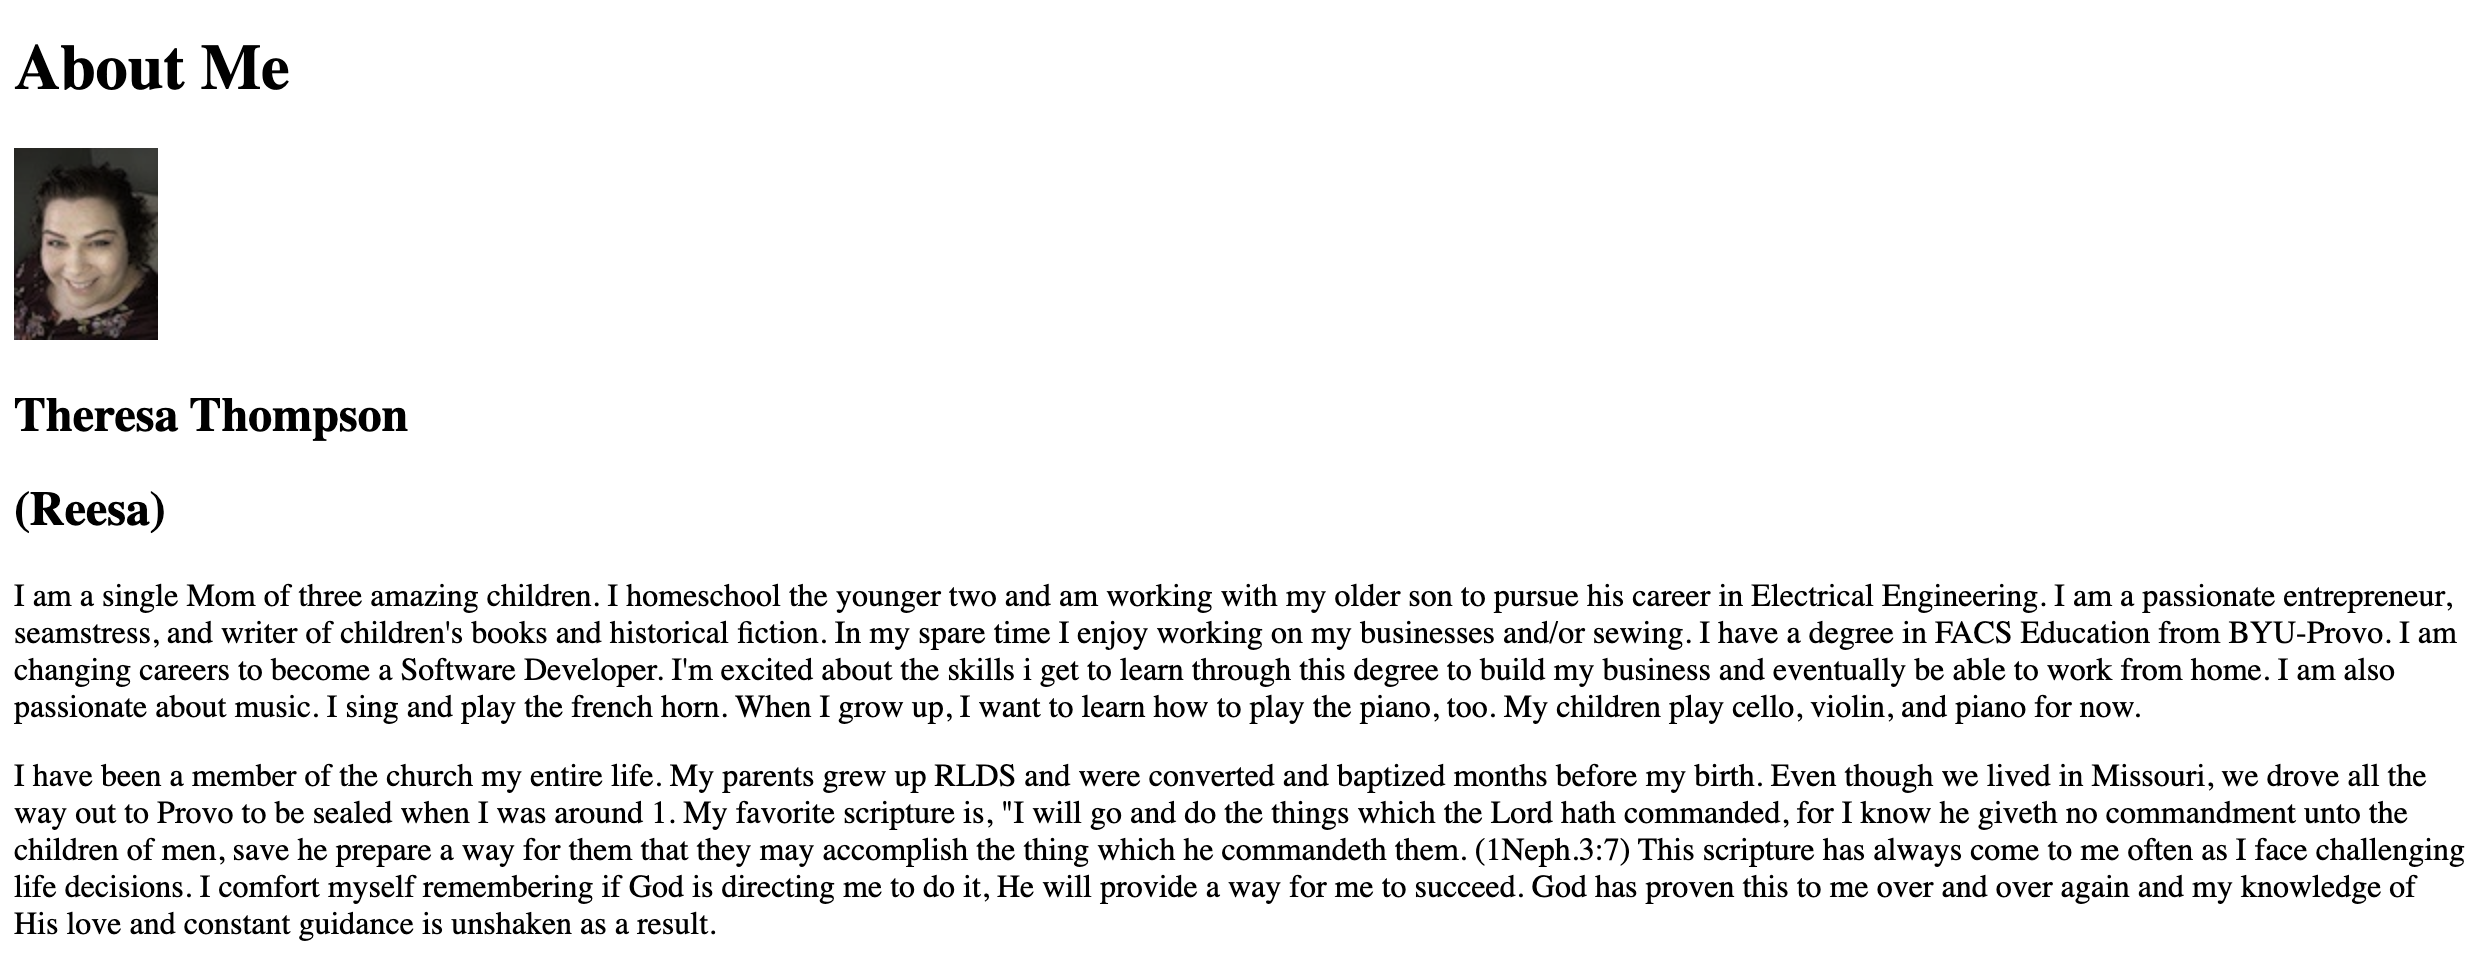 About Me
Theresa Thompson
(Reesa)
I am a single Mom of three amazing children. I homeschool the younger two and am working with my older son to pursue his career in Electrical Engineering. I am a passionate entrepreneur,
seamstress, and writer of children's books and historical fiction. In my spare time I enjoy working on my businesses and/or sewing. I have a degree in FACS Education from BYU-Provo. I am
changing careers to become a Software Developer. I'm excited about the skills i get to learn through this degree to build my business and eventually be able to work from home. I am also
passionate about music. I sing and play the french horn. When I grow up, I want to learn how to play the piano, too. My children play cello, violin, and piano for now.
I have been a member of the church my entire life. My parents grew up RLDS and were converted and baptized months before my birth. Even though we lived in Missouri, we drove all the
way out to Provo to be sealed when I was around 1. My favorite scripture is, "I will go and do the things which the Lord hath commanded, for I know he giveth no commandment unto the
children of men, save he prepare a way for them that they may accomplish the thing which he commandeth them. (1Neph.3:7) This scripture has always come to me often as I face challenging
life decisions. I comfort myself remembering if God is directing me to do it, He will provide a way for me to succeed. God has proven this to me over and over again and my knowledge of
His love and constant guidance is unshaken as a result.